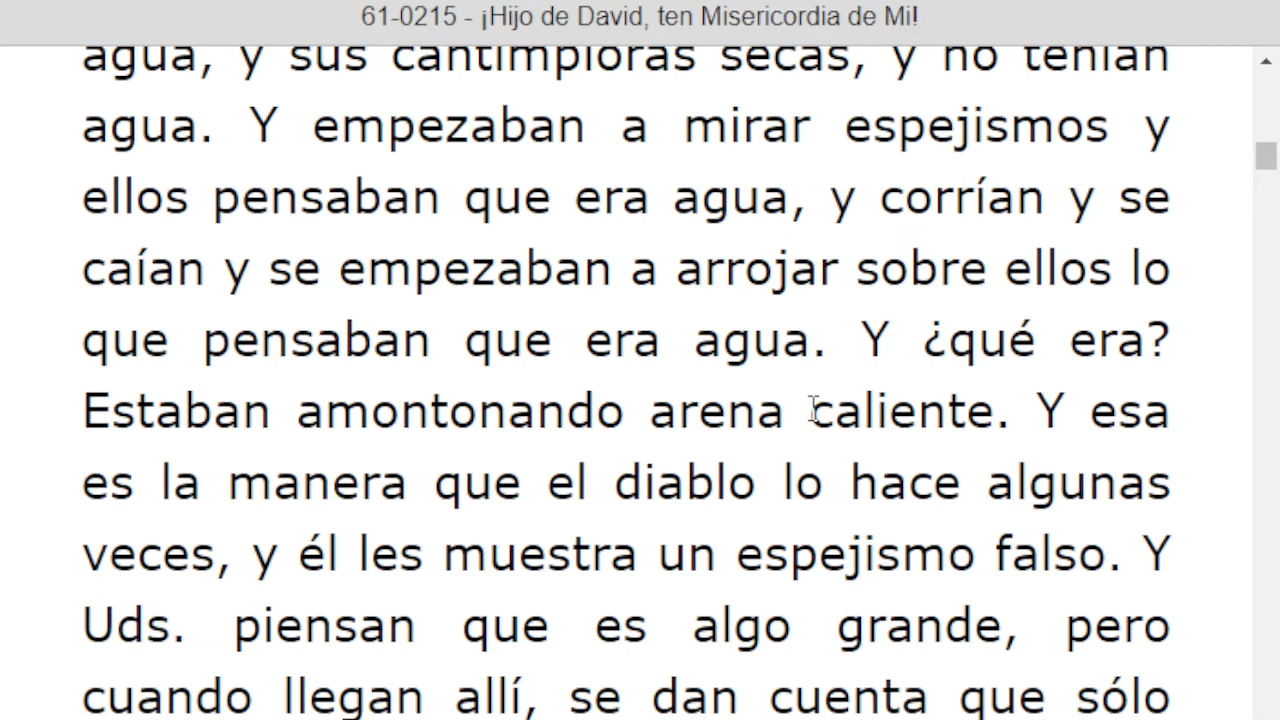 61-0215 - ¡Hijo de David, ten Misericordia de Mi!
agua, y sus cantimploras secas, y no tenían
agua. Y empezaban a mirar espejismos y
ellos pensaban que era agua, y corrían y se
caían y se empezaban a arrojar sobre ellos lo
que pensaban que era agua. Y ¿qué era?
Estaban amontonando arena caliente. Y esa
es la manera que el diablo lo hace algunas
veces, y él les muestra un espejismo falso. Y
Uds. piensan que es algo grande, pero
cuando llegan allí, se dan cuenta que sólo